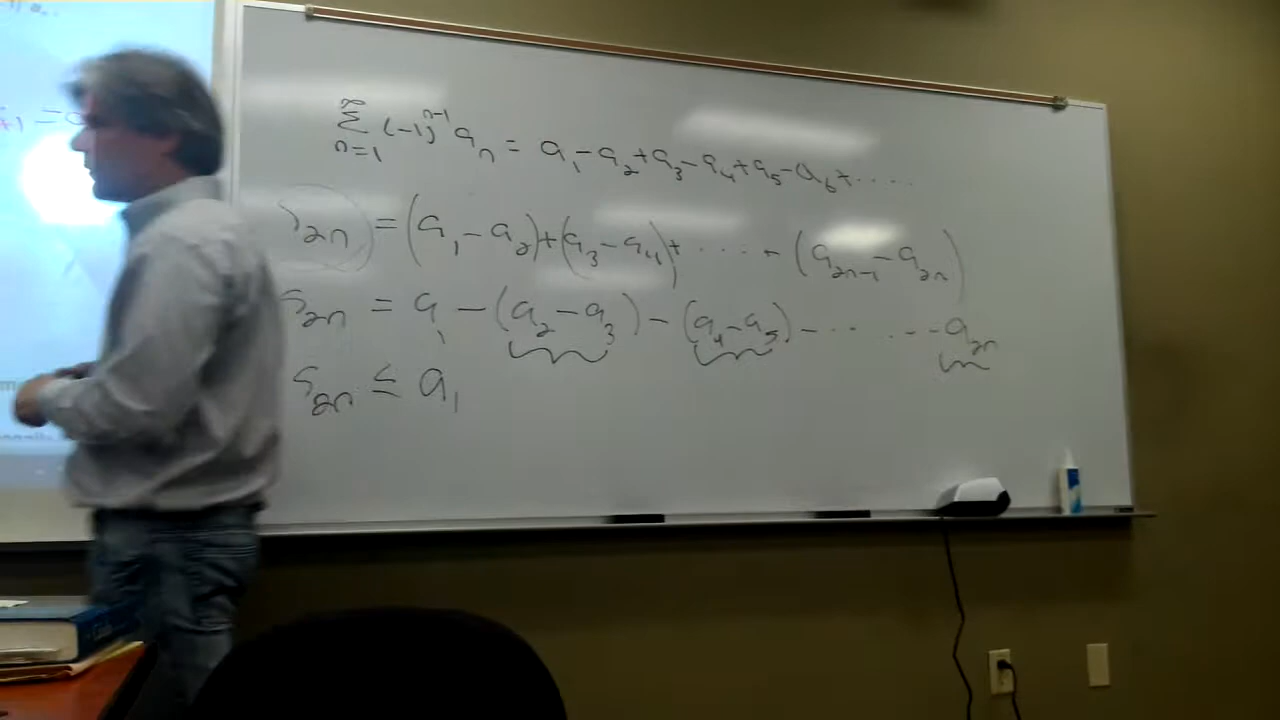 ∞
Σ (-1)^{n-1} a_n = a_1 - a_2 + a_3 - a_4 + a_5 - a_6 + .....
n=1
s_{2n} = (a_1 - a_2) + (a_3 - a_4) + ..... + (a_{2n-1} - a_{2n})
s_{2n} = a_1 - (a_2 - a_3) - (a_4 - a_5) - ..... - a_{2n}
s_{2n} ≤ a_1